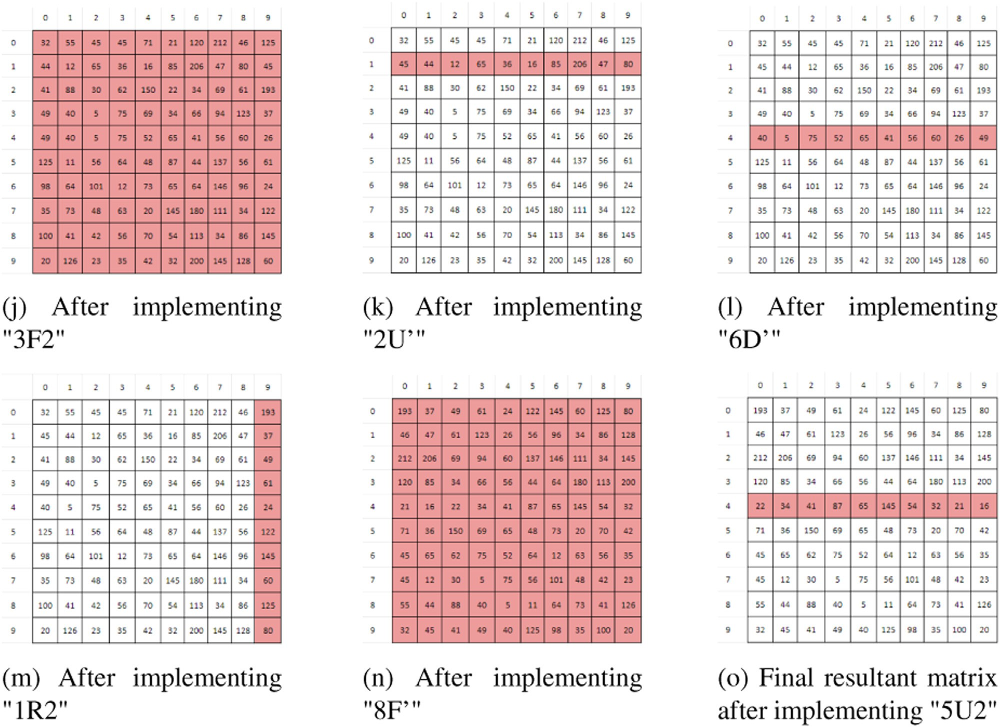 0 1 2 3 4 5 6 7 8 9
0 32 55 45 45 71 21 120 212 46 125
1 44 12 65 36 16 85 206 47 80 45
2 41 88 30 62 150 22 34 69 61 193
3 49 40 5 75 69 34 66 94 123 37
4 49 40 5 75 52 65 41 56 60 26
5 125 11 56 64 48 87 44 137 56 61
6 98 64 101 12 73 65 64 146 96 24
7 35 73 48 63 20 145 180 111 34 122
8 100 41 42 56 70 54 113 34 86 145
9 20 126 23 35 42 32 200 145 128 60
(j) After implementing
"3F2"
0 1 2 3 4 5 6 7 8 9
0 32 55 45 45 71 21 120 212 46 125
1 45 44 12 65 36 16 85 206 47 80
2 41 88 30 62 150 22 34 69 61 193
3 49 40 5 75 69 34 66 94 123 37
4 49 40 5 75 52 65 41 56 60 26
5 125 11 56 64 48 87 44 137 56 61
6 98 64 101 12 73 65 64 146 96 24
7 35 73 48 63 20 145 180 111 34 122
8 100 41 42 56 70 54 113 34 86 145
9 20 126 23 35 42 32 200 145 128 60
(k) After implementing
"2U’"
0 1 2 3 4 5 6 7 8 9
0 32 55 45 45 71 21 120 212 46 125
1 45 44 12 65 36 16 85 206 47 80
2 41 88 30 62 150 22 34 69 61 193
3 49 40 5 75 69 34 66 94 123 37
4 40 5 75 52 65 41 56 60 26 49
5 125 11 56 64 48 87 44 137 56 61
6 98 64 101 12 73 65 64 146 96 24
7 35 73 48 63 20 145 180 111 34 122
8 100 41 42 56 70 54 113 34 86 145
9 20 126 23 35 42 32 200 145 128 60
(l) After implementing
"6D’"
0 1 2 3 4 5 6 7 8 9
0 32 55 45 45 71 21 120 212 46 193
1 45 44 12 65 36 16 85 206 47 37
2 41 88 30 62 150 22 34 69 61 49
3 49 40 5 75 69 34 66 94 123 61
4 40 5 75 52 65 41 56 60 26 24
5 125 11 56 64 48 87 44 137 56 122
6 98 64 101 12 73 65 64 146 96 145
7 35 73 48 63 20 145 180 111 34 60
8 100 41 42 56 70 54 113 34 86 125
9 20 126 23 35 42 32 200 145 128 80
(m) After implementing
"1R2"
0 1 2 3 4 5 6 7 8 9
0 193 37 49 61 24 122 145 60 125 80
1 46 47 61 123 26 56 96 34 86 128
2 212 206 69 94 60 137 146 111 34 145
3 120 85 34 66 56 44 64 180 113 200
4 21 16 22 34 41 87 65 145 54 32
5 71 36 150 69 65 48 73 20 70 42
6 45 65 62 75 52 64 12 63 56 35
7 45 12 30 5 75 56 101 48 42 23
8 55 44 88 40 5 11 64 73 41 126
9 32 45 41 49 40 125 98 35 100 20
(n) After implementing
"8F’"
0 1 2 3 4 5 6 7 8 9
0 193 37 49 61 24 122 145 60 125 80
1 46 47 61 123 26 56 96 34 86 128
2 212 206 69 94 60 137 146 111 34 145
3 120 85 34 66 56 44 64 180 113 200
4 22 34 41 87 65 145 54 32 21 16
5 71 36 150 69 65 48 73 20 70 42
6 45 65 62 75 52 64 12 63 56 35
7 45 12 30 5 75 56 101 48 42 23
8 55 44 88 40 5 11 64 73 41 126
9 32 45 41 49 40 125 98 35 100 20
(o) Final resultant matrix
after implementing "5U2"